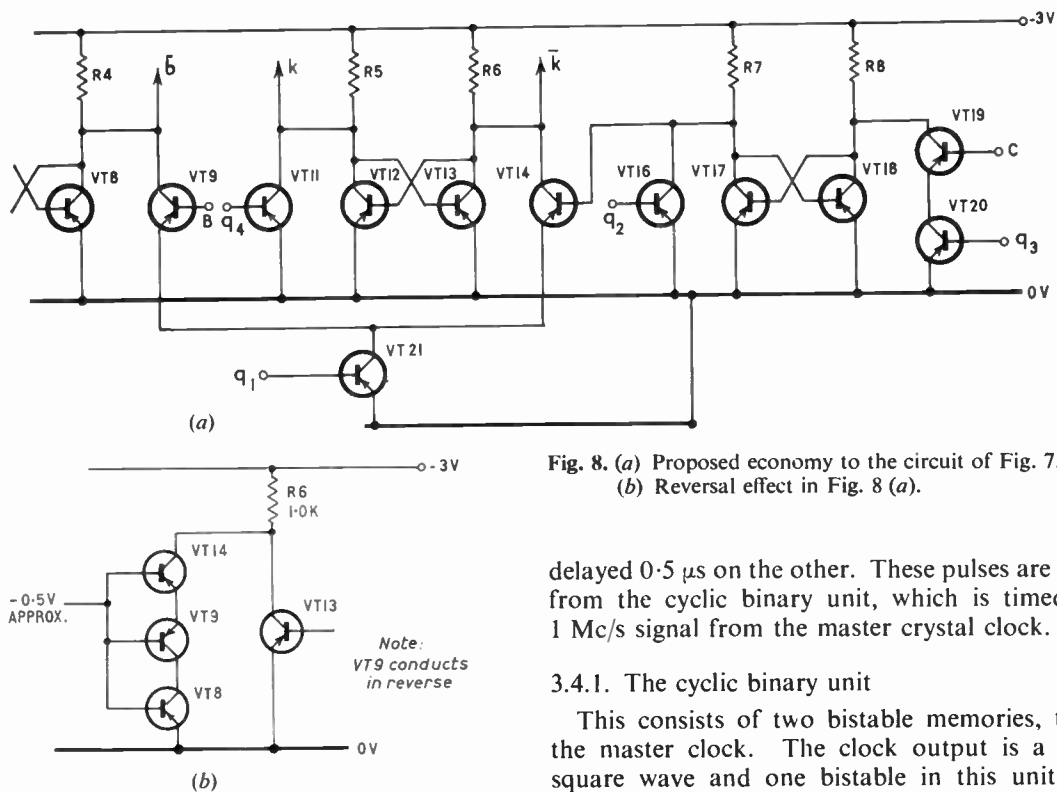 -3V
R4
b̄
k
R5
R6
k̄
R7
R8
VT8
VT9
B
q4
VT11
VT12
VT13
VT14
VT16
q2
VT17
VT18
VT19
C
VT20
q3
0V
VT21
q1
(a)
-3V
R6
1·0K
VT14
-0·5V
APPROX.
VT9
VT13
VT8
Note:
VT9 conducts
in reverse
0V
(b)
Fig. 8. (a) Proposed economy to the circuit of Fig. 7.
(b) Reversal effect in Fig. 8 (a).
delayed 0·5 μs on the other. These pulses are
from the cyclic binary unit, which is timed
1 Mc/s signal from the master crystal clock.
3.4.1. The cyclic binary unit
This consists of two bistable memories, t
the master clock. The clock output is a
square wave and one bistable in this unit